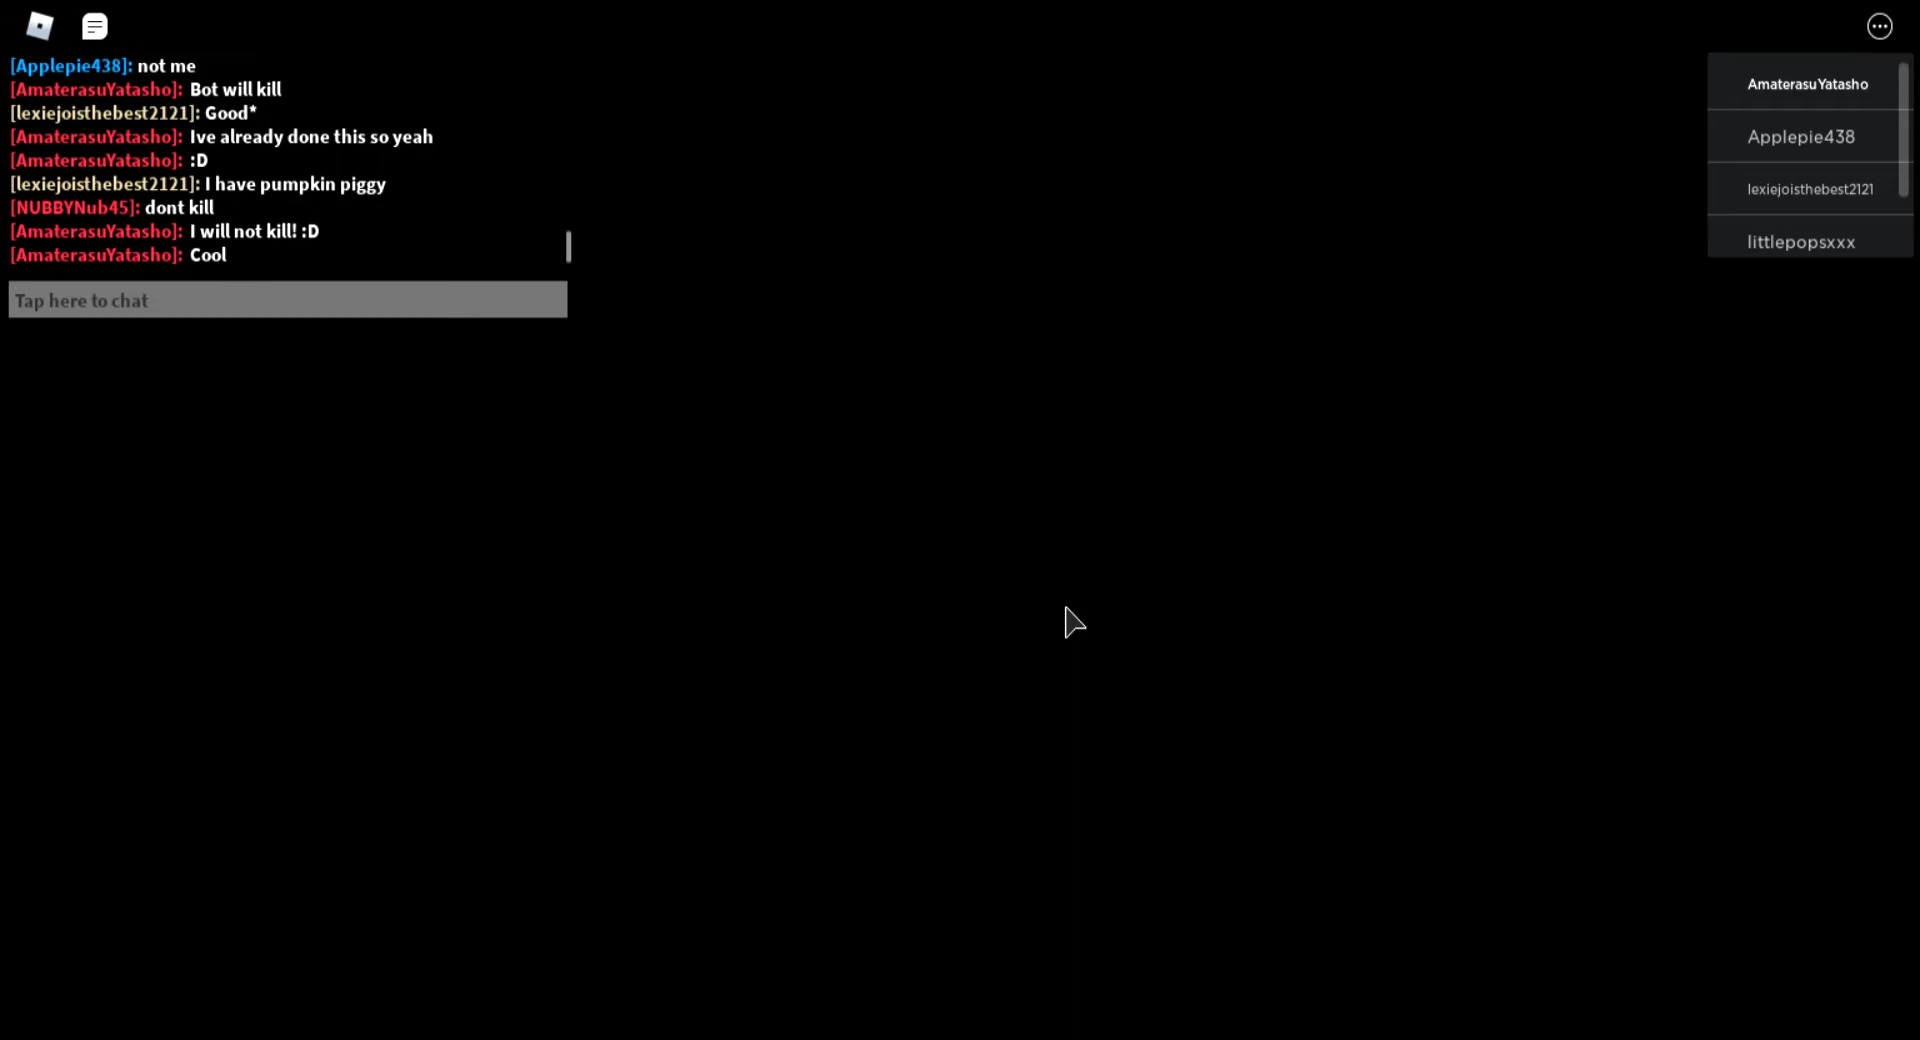 [Applepie438]: not me
[AmaterasuYatasho]: Bot will kill
[lexiejoisthebest2121]: Good*
[AmaterasuYatasho]: Ive already done this so yeah
[AmaterasuYatasho]: :D
[lexiejoisthebest2121]: I have pumpkin piggy
[NUBBYNub45]: dont kill
[AmaterasuYatasho]: I will not kill! :D
[AmaterasuYatasho]: Cool
Tap here to chat
AmaterasuYatasho
Applepie438
lexiejoisthebest2121
littlepopsxxx